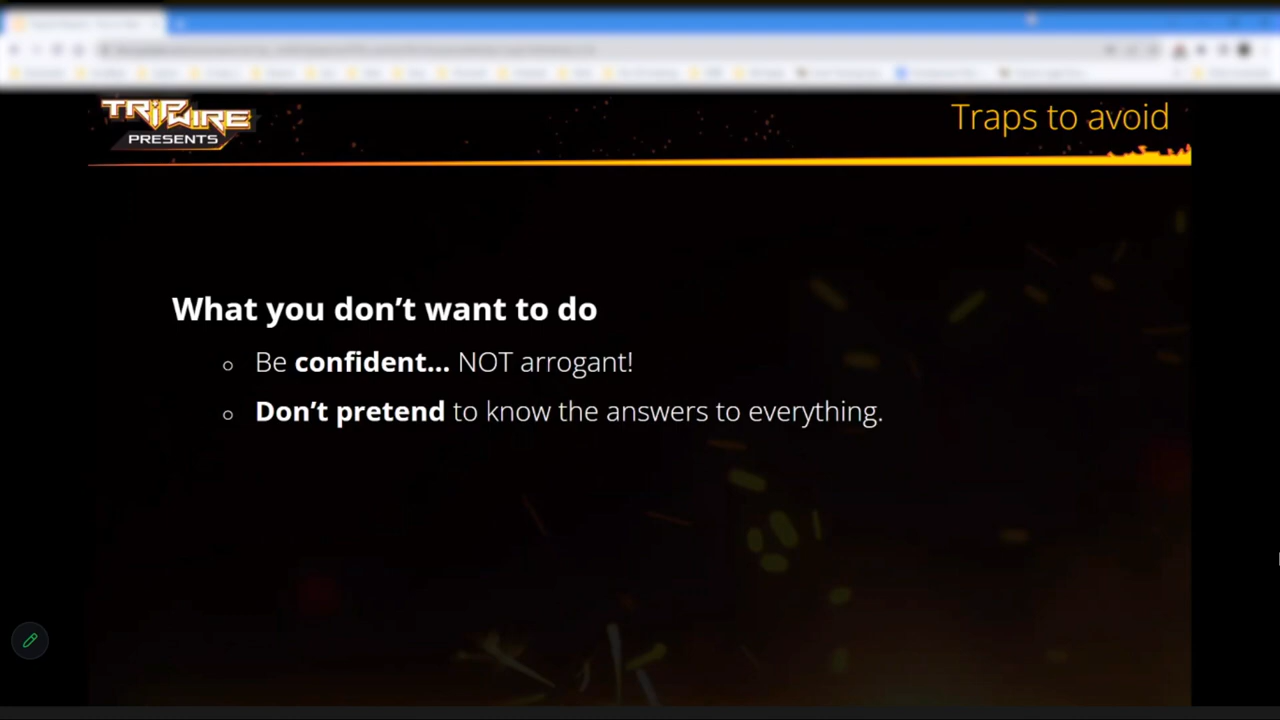 TRiPWIRE
PRESENTS
Traps to avoid
What you don’t want to do
Be confident... NOT arrogant!
Don’t pretend to know the answers to everything.